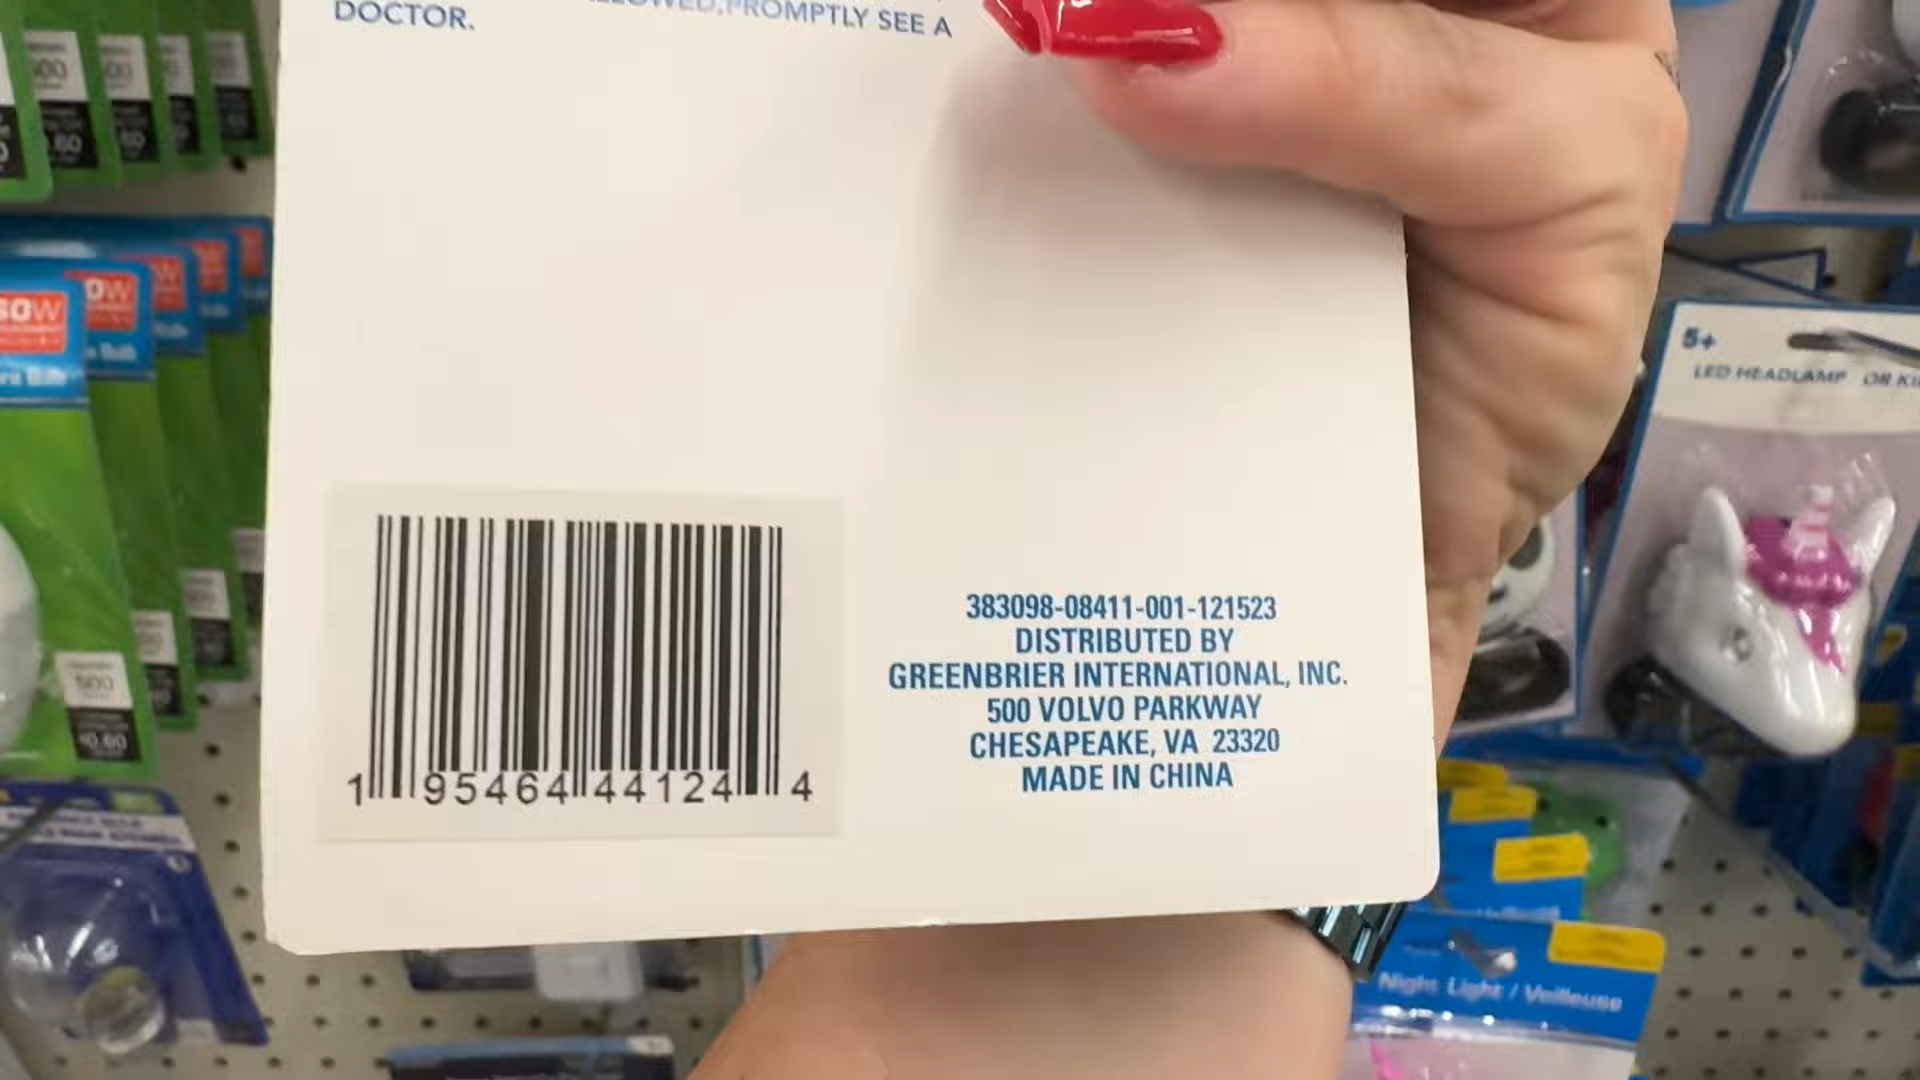 PROMPTLY SEE A
DOCTOR.
383098-08411-001-121523
DISTRIBUTED BY
GREENBRIER INTERNATIONAL, INC.
500 VOLVO PARKWAY
CHESAPEAKE, VA 23320
MADE IN CHINA
1 95464 44124 4
5+
LED HEADLAMP
Night Light / Veilleuse
500